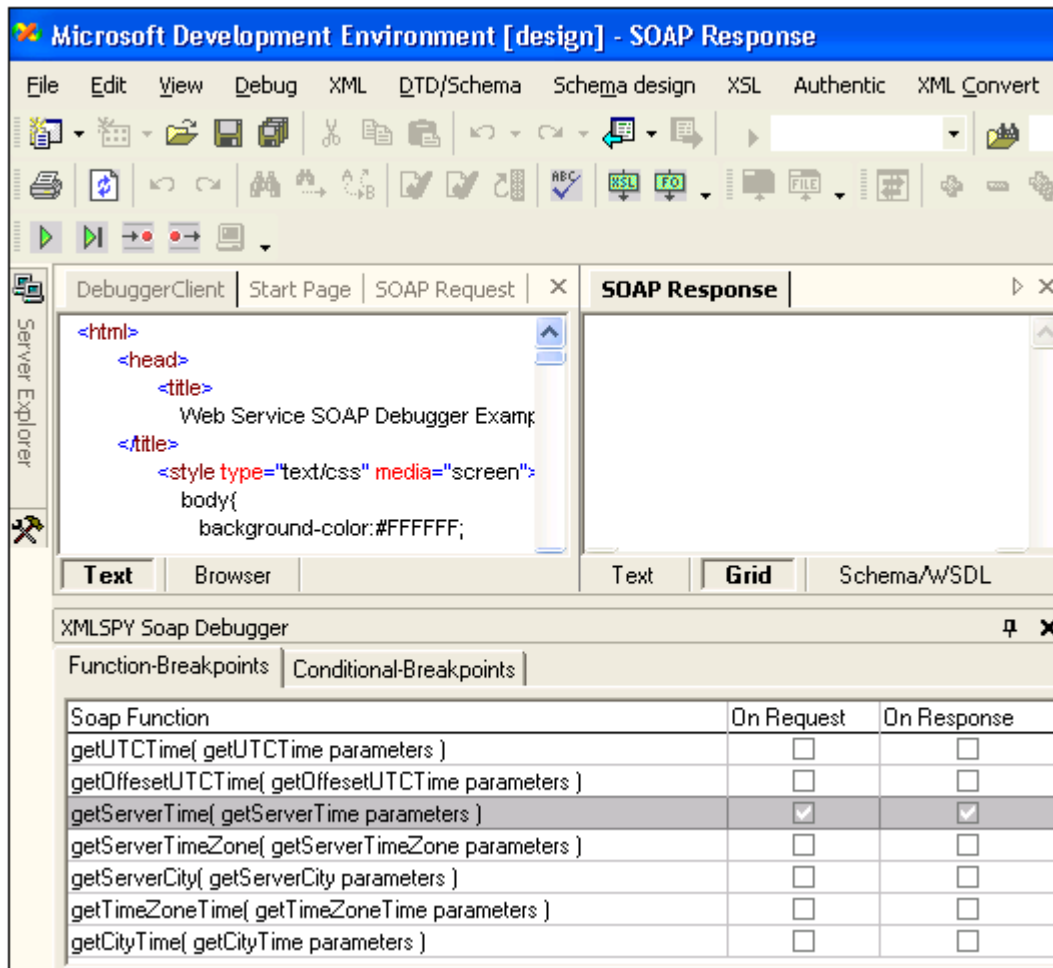 Microsoft Development Environment [design] - SOAP Response
File Edit View Debug XML DTD/Schema Schema design XSL Authentic XML Convert
A B ABC XSL FO FILE
DebuggerClient Start Page SOAP Request SOAP Response
Server Explorer
<html>
<head>
<title>
Web Service SOAP Debugger Examp
</title>
<style type="text/css" media="screen">
body{
background-color:#FFFFFF;
Text Browser Text Grid Schema/WSDL
XMLSPY Soap Debugger
Function-Breakpoints Conditional-Breakpoints
Soap Function On Request On Response
getUTCTime( getUTCTime parameters )
getOffesetUTCTime( getOffesetUTCTime parameters )
getServerTime( getServerTime parameters )
getServerTimeZone( getServerTimeZone parameters )
getServerCity( getServerCity parameters )
getTimeZoneTime( getTimeZoneTime parameters )
getCityTime( getCityTime parameters )